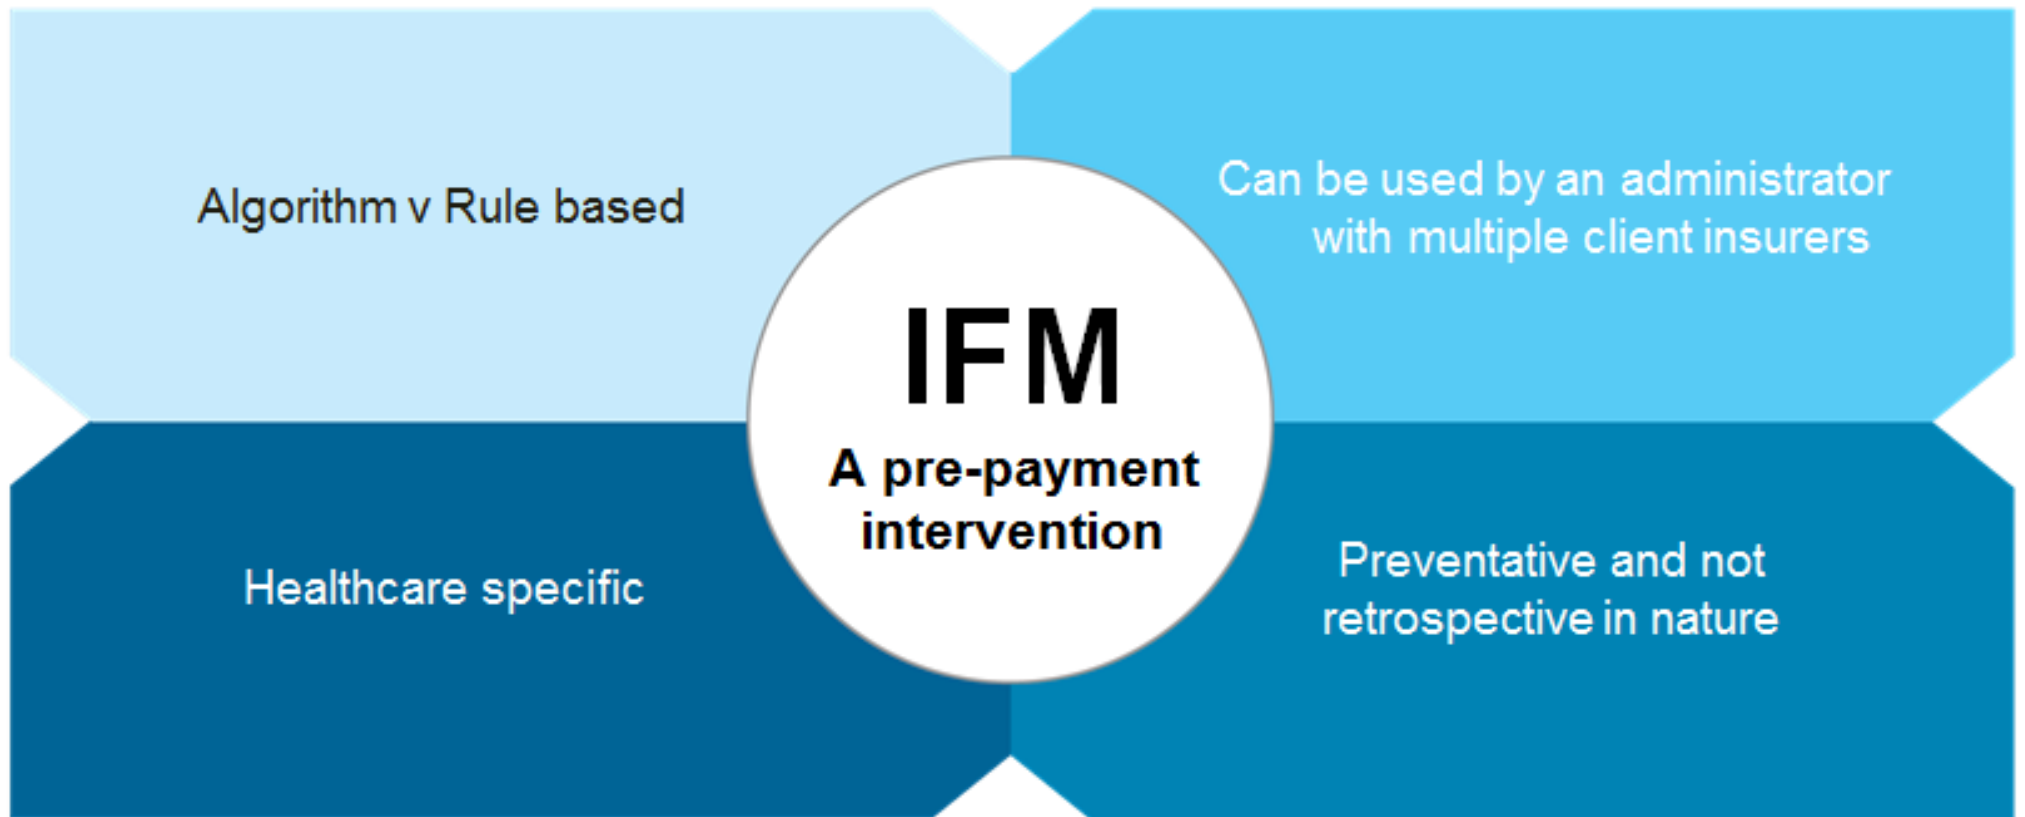 Algorithm v Rule based
Can be used by an administrator
with multiple client insurers
IFM
A pre-payment
intervention
Healthcare specific
Preventative and not
retrospective in nature